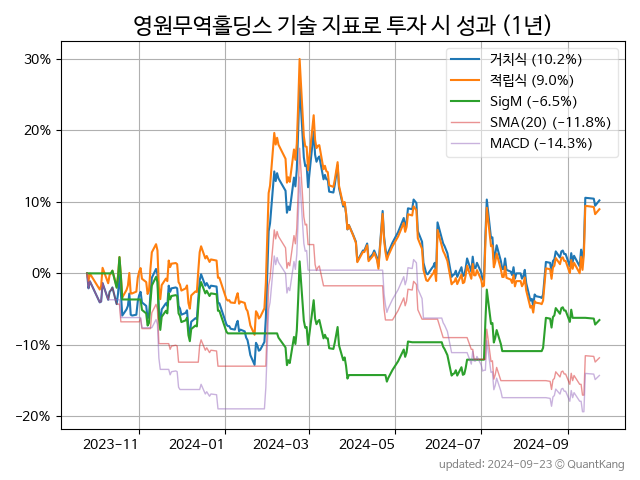 영원무역홀딩스 기술 지표로 투자 시 성과 (1년)
거치식 (10.2%)
적립식 (9.0%)
SigM (−6.5%)
SMA(20) (−11.8%)
MACD (−14.3%)
30%
20%
10%
0%
−10%
−20%
2023−11
2024−01
2024−03
2024−05
2024−07
2024−09
updated: 2024−09−23 ⓒ QuantKang